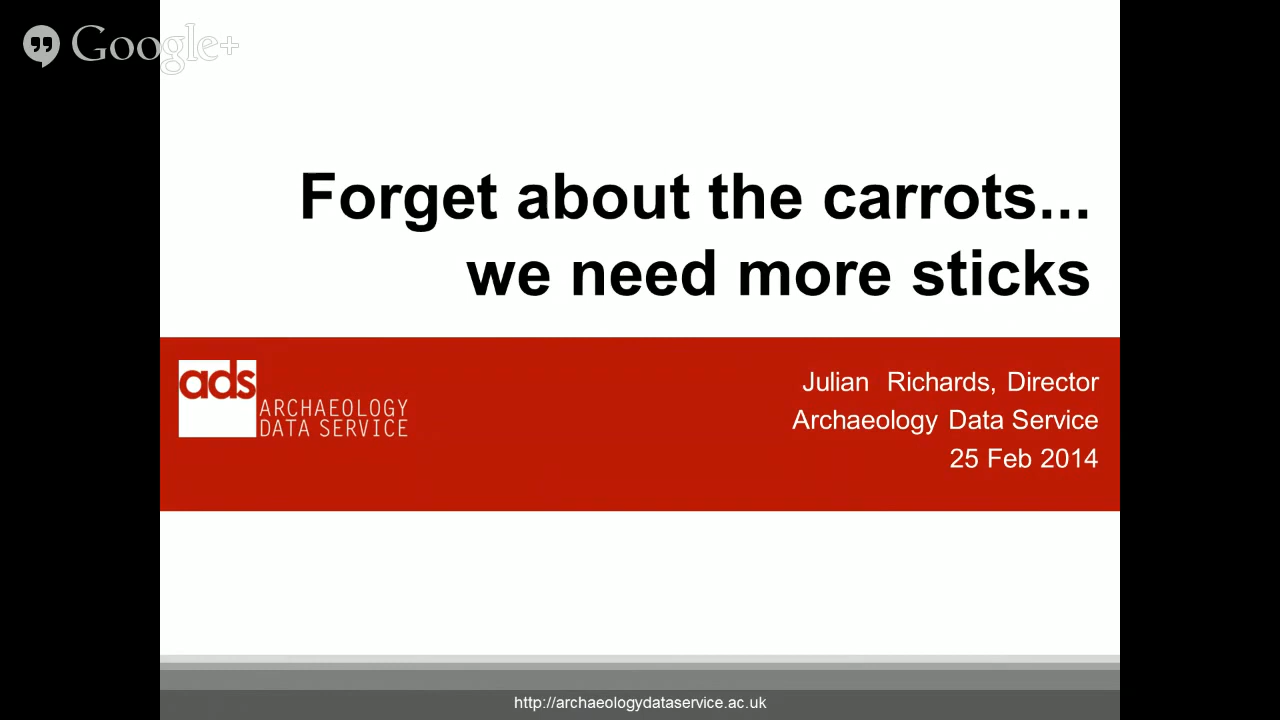 Google+
Forget about the carrots...
we need more sticks
ads
ARCHAEOLOGY
DATA SERVICE
Julian Richards, Director
Archaeology Data Service
25 Feb 2014
http://archaeologydataservice.ac.uk